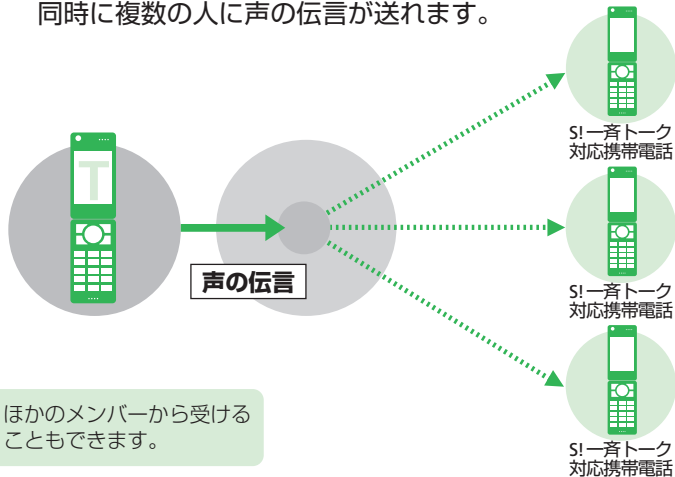 同時に複数の人に声の伝言が送れます。
S! 一斉トーク
対応携帯電話
T
声の伝言
S! 一斉トーク
対応携帯電話
ほかのメンバーから受ける
こともできます。
S! 一斉トーク
対応携帯電話